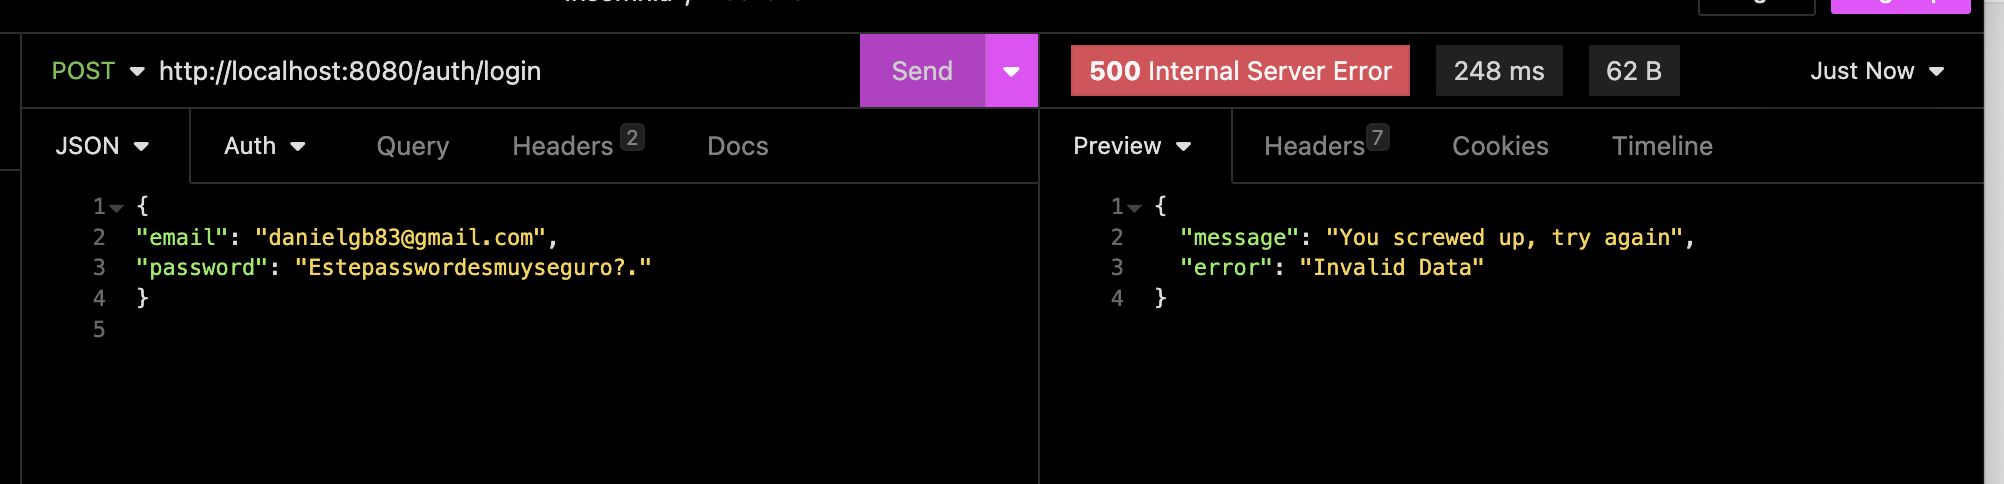 POST http://localhost:8080/auth/login Send 500 Internal Server Error 248 ms 62 B Just Now
JSON Auth Query Headers 2 Docs Preview Headers 7 Cookies Timeline
1 {
2 "email": "danielgb83@gmail.com",
3 "password": "Estepasswordesmuyseguro?."
4 }
5
1 {
2 "message": "You screwed up, try again",
3 "error": "Invalid Data"
4 }